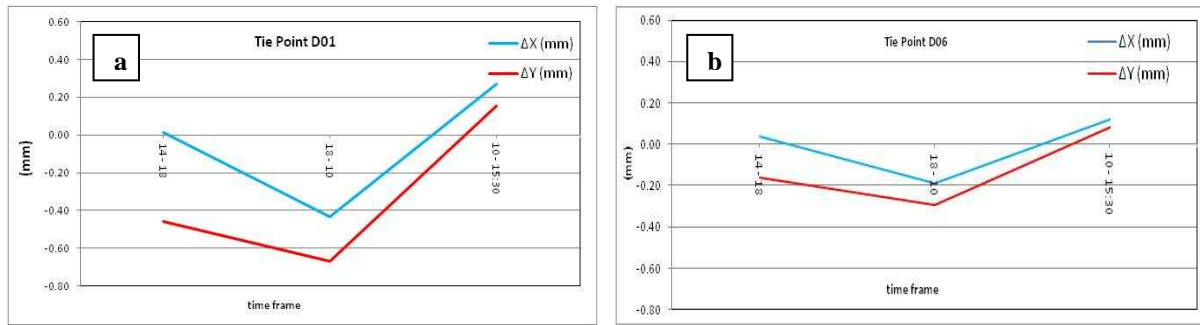 a
Tie Point D01
ΔX (mm)
ΔY (mm)
0.60
0.40
0.20
0.00
-0.20
-0.40
-0.60
-0.80
(mm)
14 - 18
18 - 10
10 - 15:30
time frame
b
Tie Point D06
ΔX (mm)
ΔY (mm)
0.60
0.40
0.20
0.00
-0.20
-0.40
-0.60
-0.80
(mm)
14 - 18
18 - 10
10 - 15:30
time frame